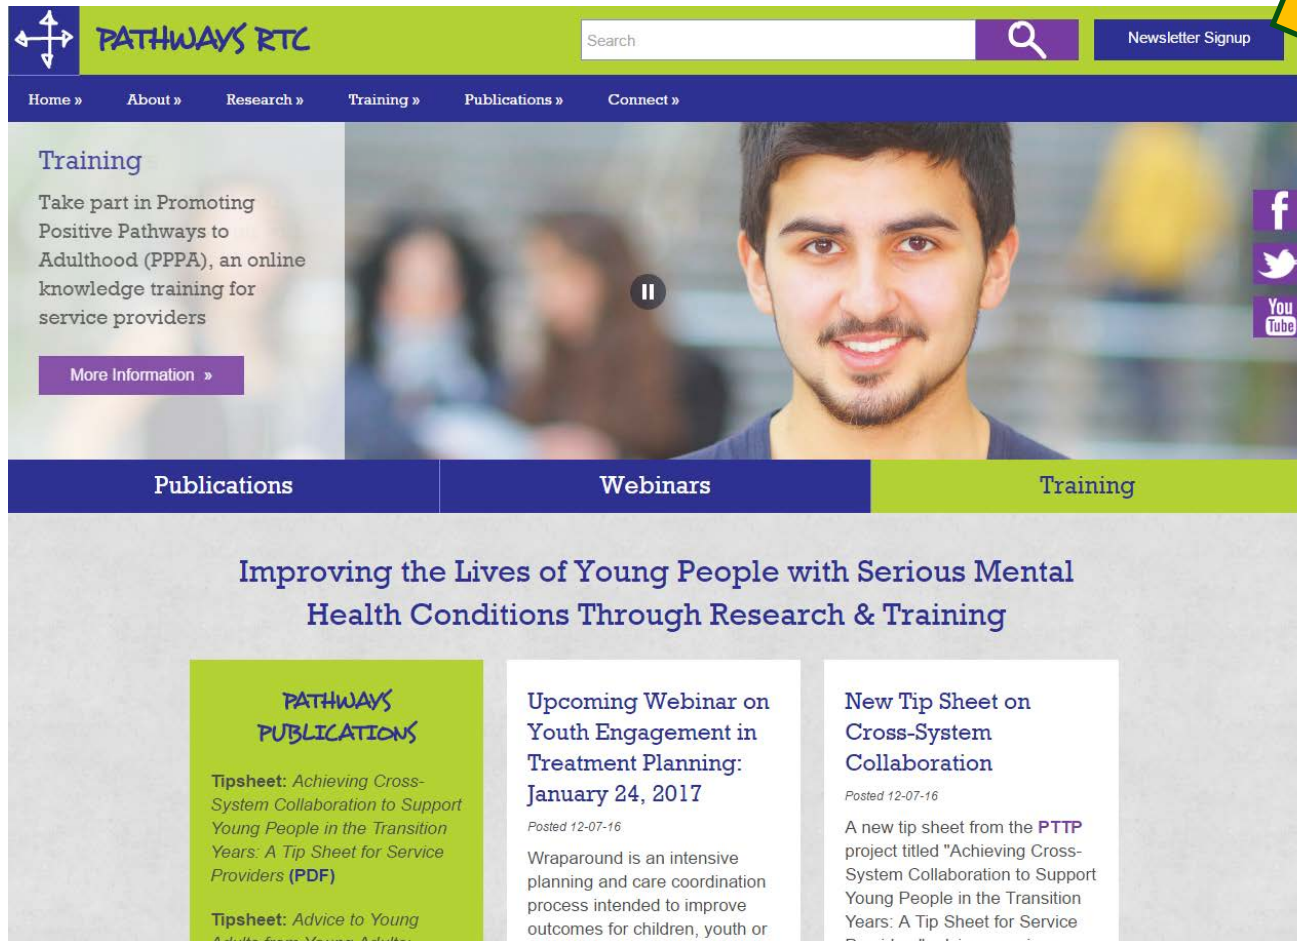 PATHWAYS RTC
Search
Newsletter Signup
Home »
About »
Research »
Training »
Publications »
Connect »
Training
Take part in Promoting
Positive Pathways to
Adulthood (PPPA), an online
knowledge training for
service providers
More Information »
f
You
Tube
Publications
Webinars
Training
Improving the Lives of Young People with Serious Mental
Health Conditions Through Research & Training
PATHWAYS
PUBLICATIONS
Tipsheet: Achieving Cross-
System Collaboration to Support
Young People in the Transition
Years: A Tip Sheet for Service
Providers (PDF)
Tipsheet: Advice to Young
Adults from Young Adults:
Upcoming Webinar on
Youth Engagement in
Treatment Planning:
January 24, 2017
Posted 12-07-16
Wraparound is an intensive
planning and care coordination
process intended to improve
outcomes for children, youth or
New Tip Sheet on
Cross-System
Collaboration
Posted 12-07-16
A new tip sheet from the PTTP
project titled "Achieving Cross-
System Collaboration to Support
Young People in the Transition
Years: A Tip Sheet for Service